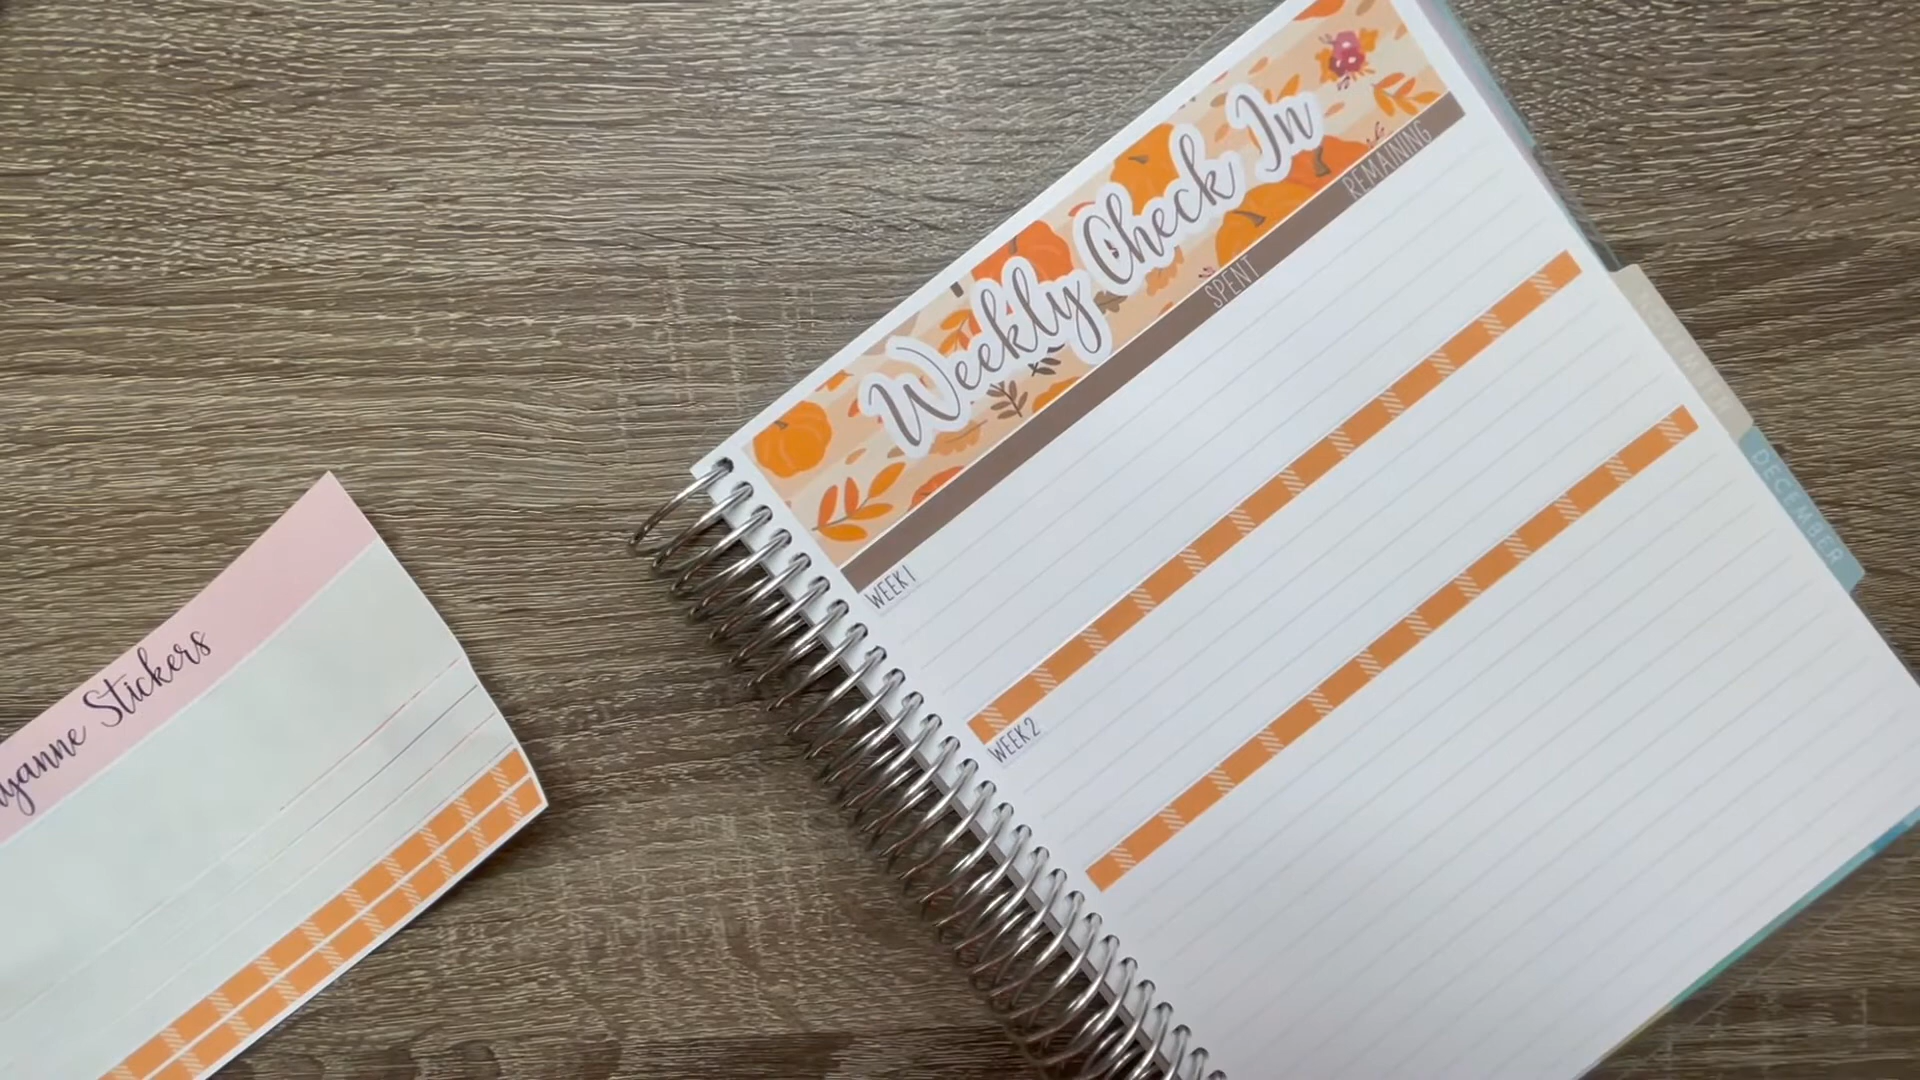 Weekly Check In
SPENT
REMAINING
WEEK 1
WEEK 2
NOVEMBER
DECEMBER
Stickers